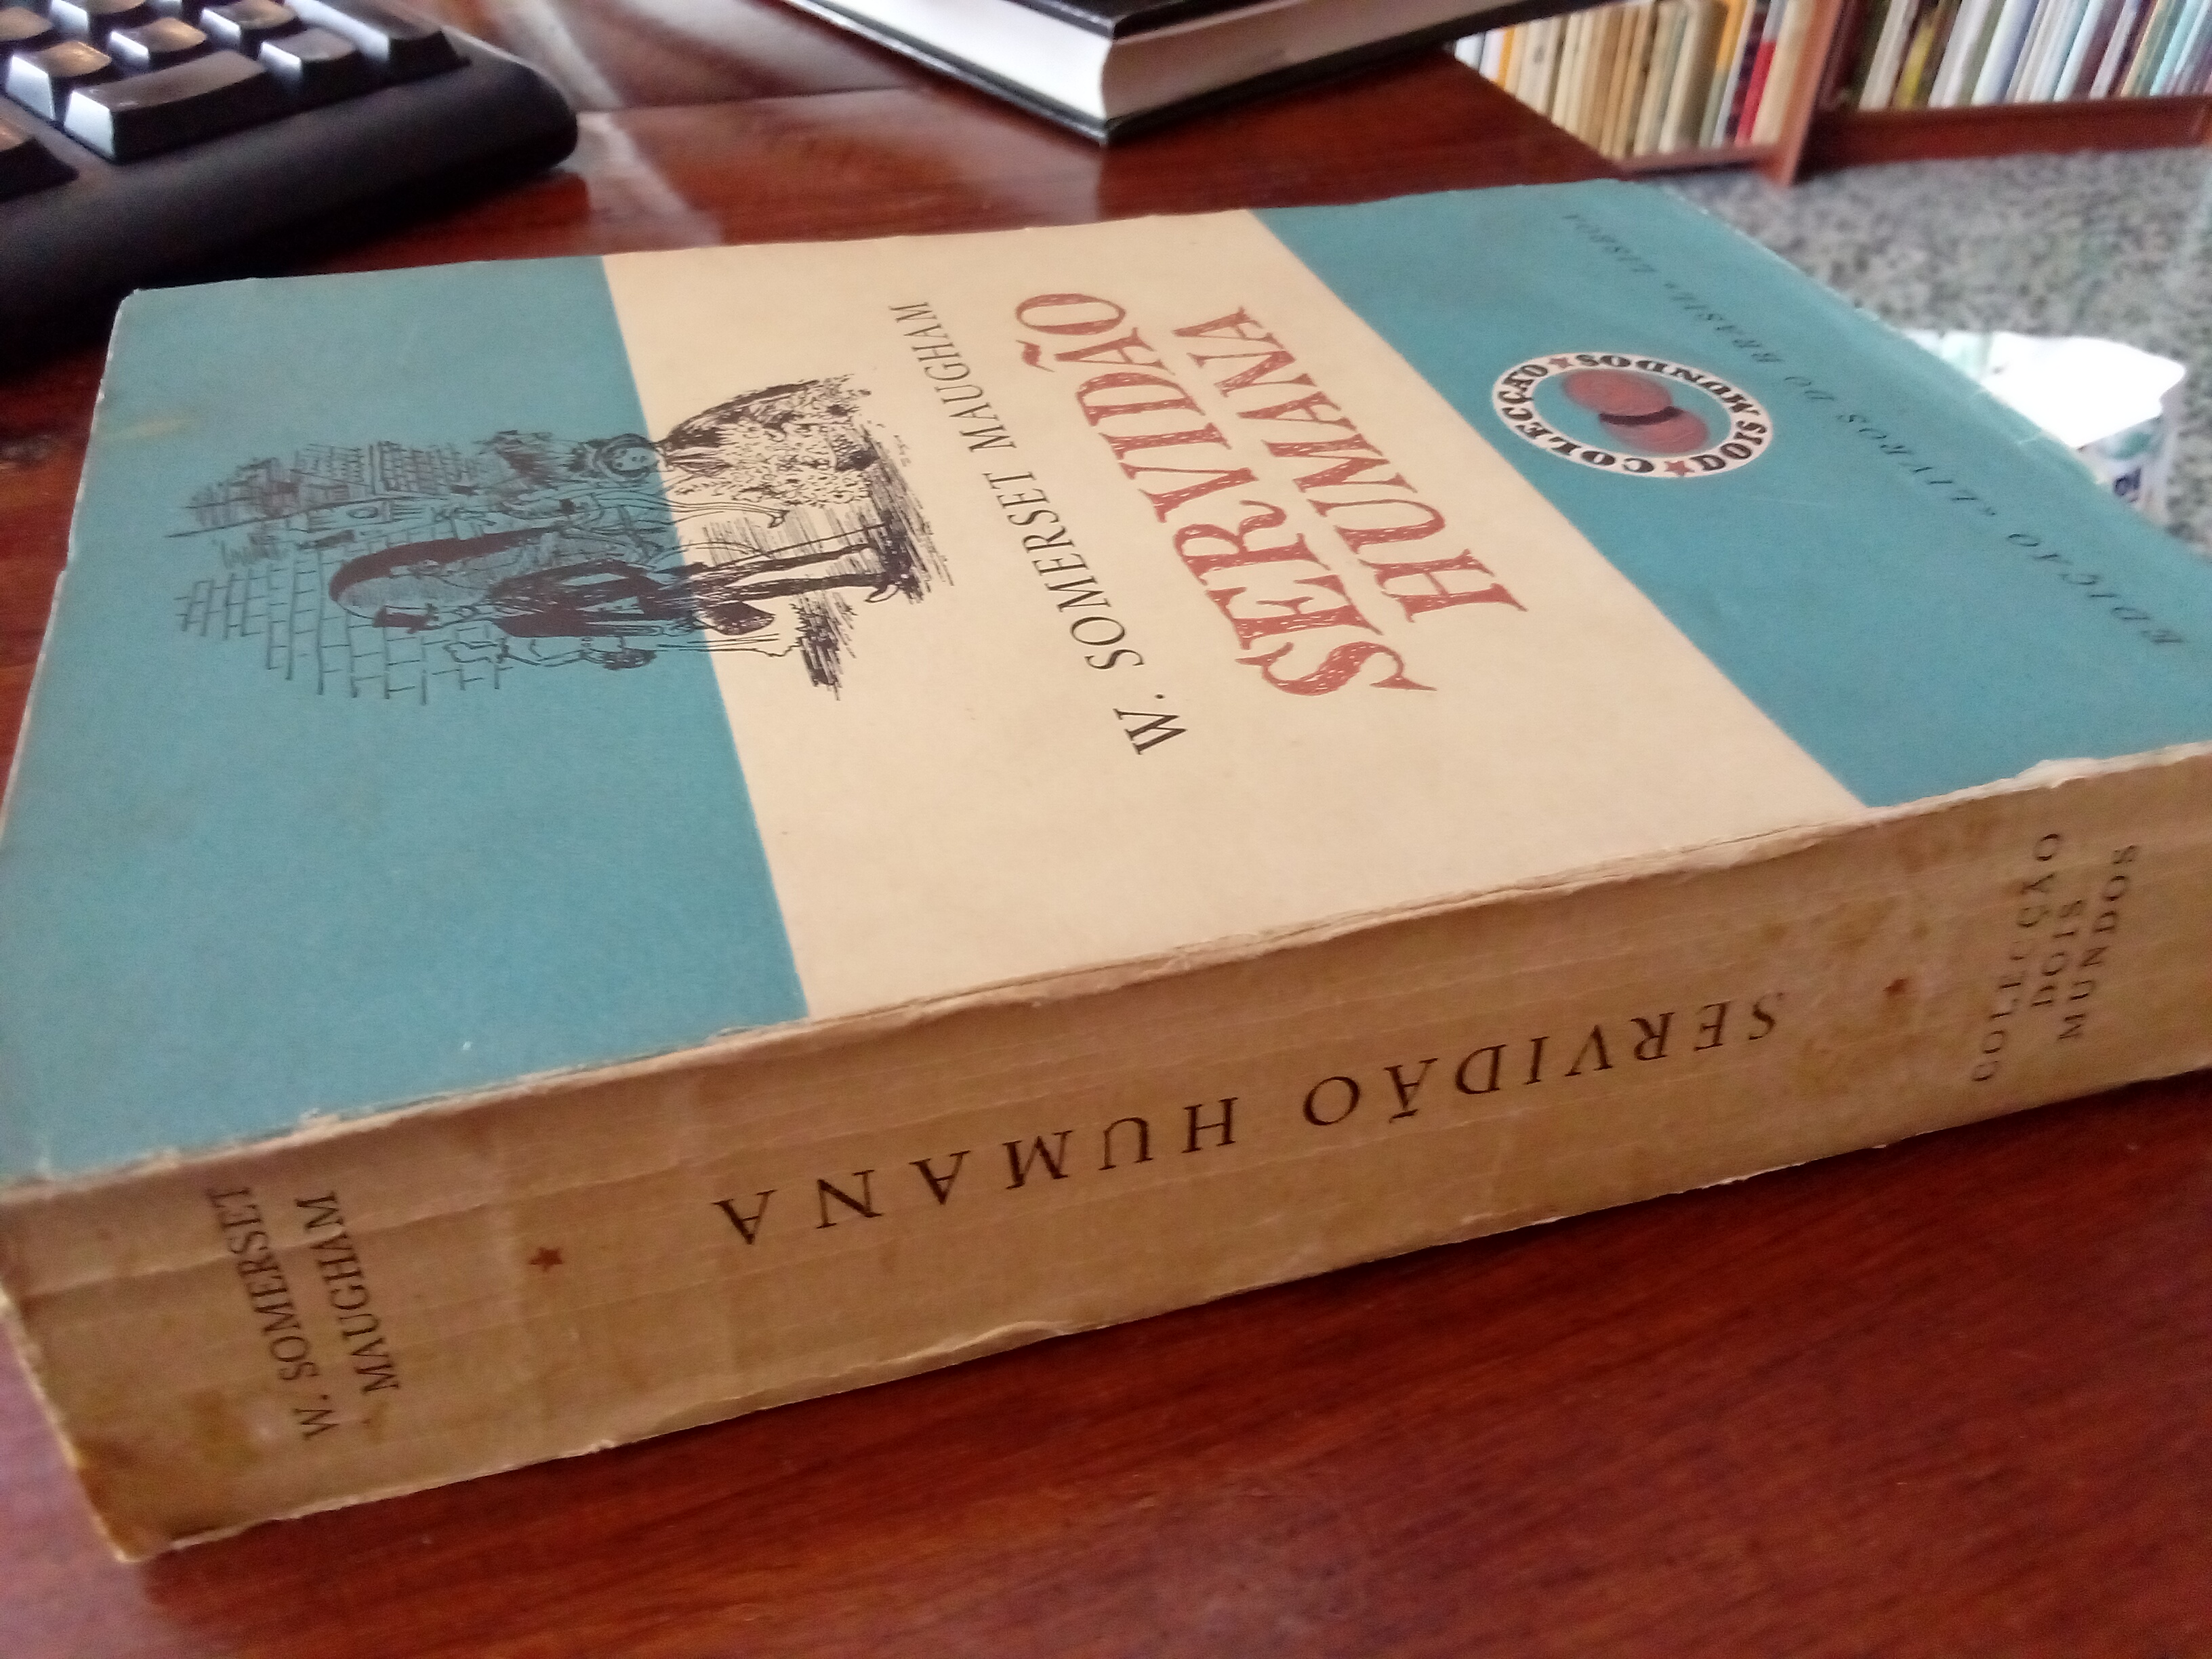 W. SOMERSET MAUGHAM
SERVIDÃO
HUMANA
COLECÇÃO ★ DOIS MUNDOS ★
EDIÇÃO «LIVROS DO BRASIL» LISBOA
W. SOMERSET
MAUGHAM
★
SERVIDÃO HUMANA
★
COLECÇÃO
DOIS
MUNDOS